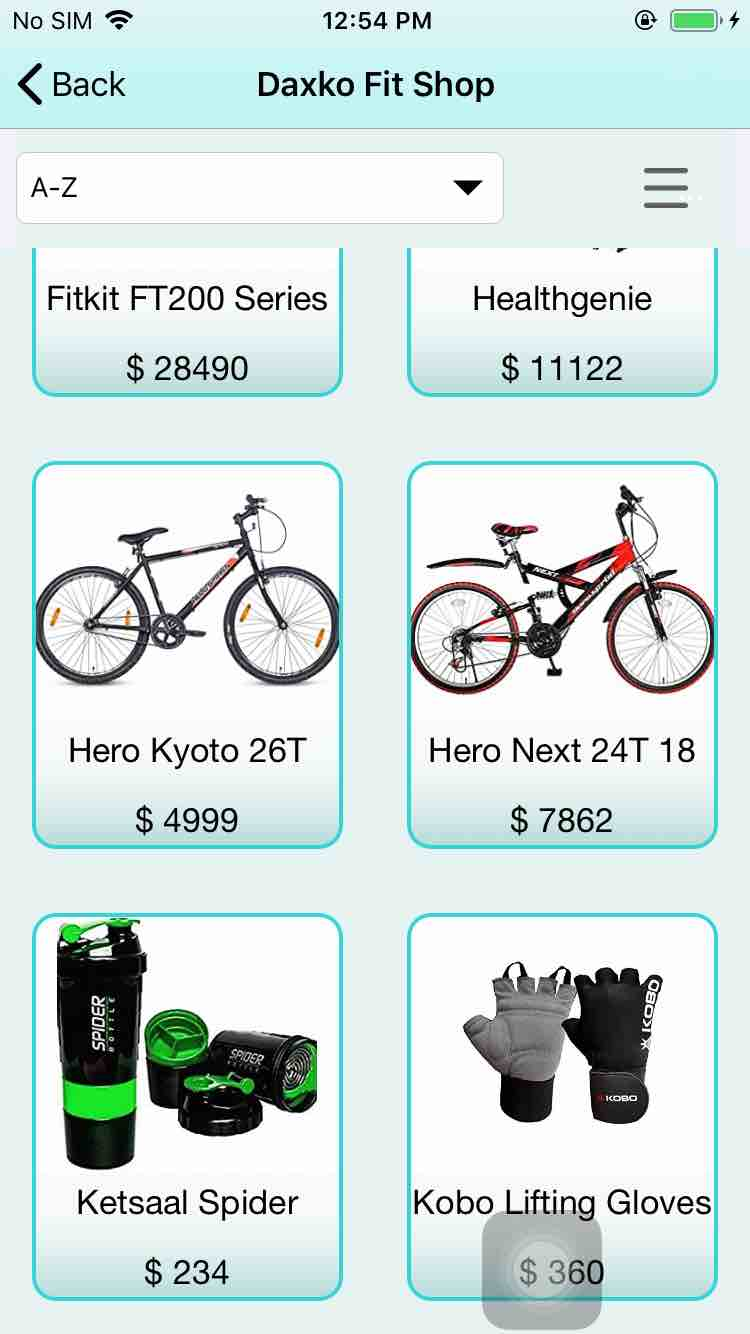 No SIM 12:54 PM
Back Daxko Fit Shop
A-Z
Fitkit FT200 Series
$ 28490
Healthgenie
$ 11122
Hero Kyoto 26T
$ 4999
NEXT
Hero Next 24T 18
$ 7862
SPIDER
BOTTLE
SPIDER
Ketsaal Spider
$ 234
KOBO
KOBO
Kobo Lifting Gloves
$ 360